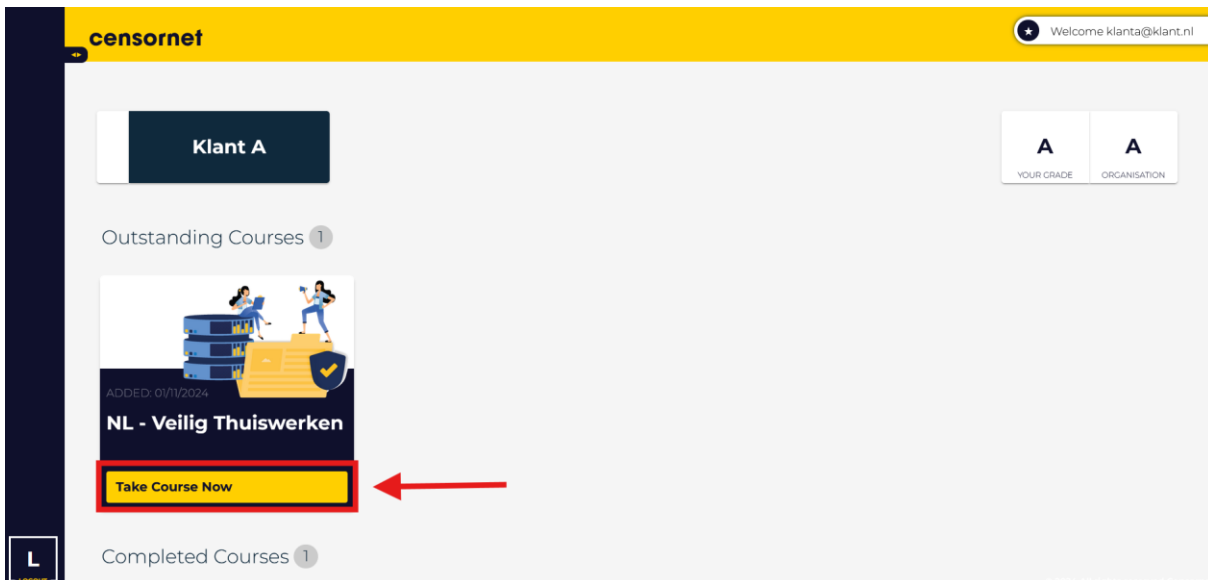 censornet
Welcome klanta@klant.nl
Klant A
A
YOUR GRADE
A
ORGANISATION
Outstanding Courses 1
ADDED: 01/11/2024
NL - Veilig Thuiswerken
Take Course Now
Completed Courses 1
L
LOGOUT